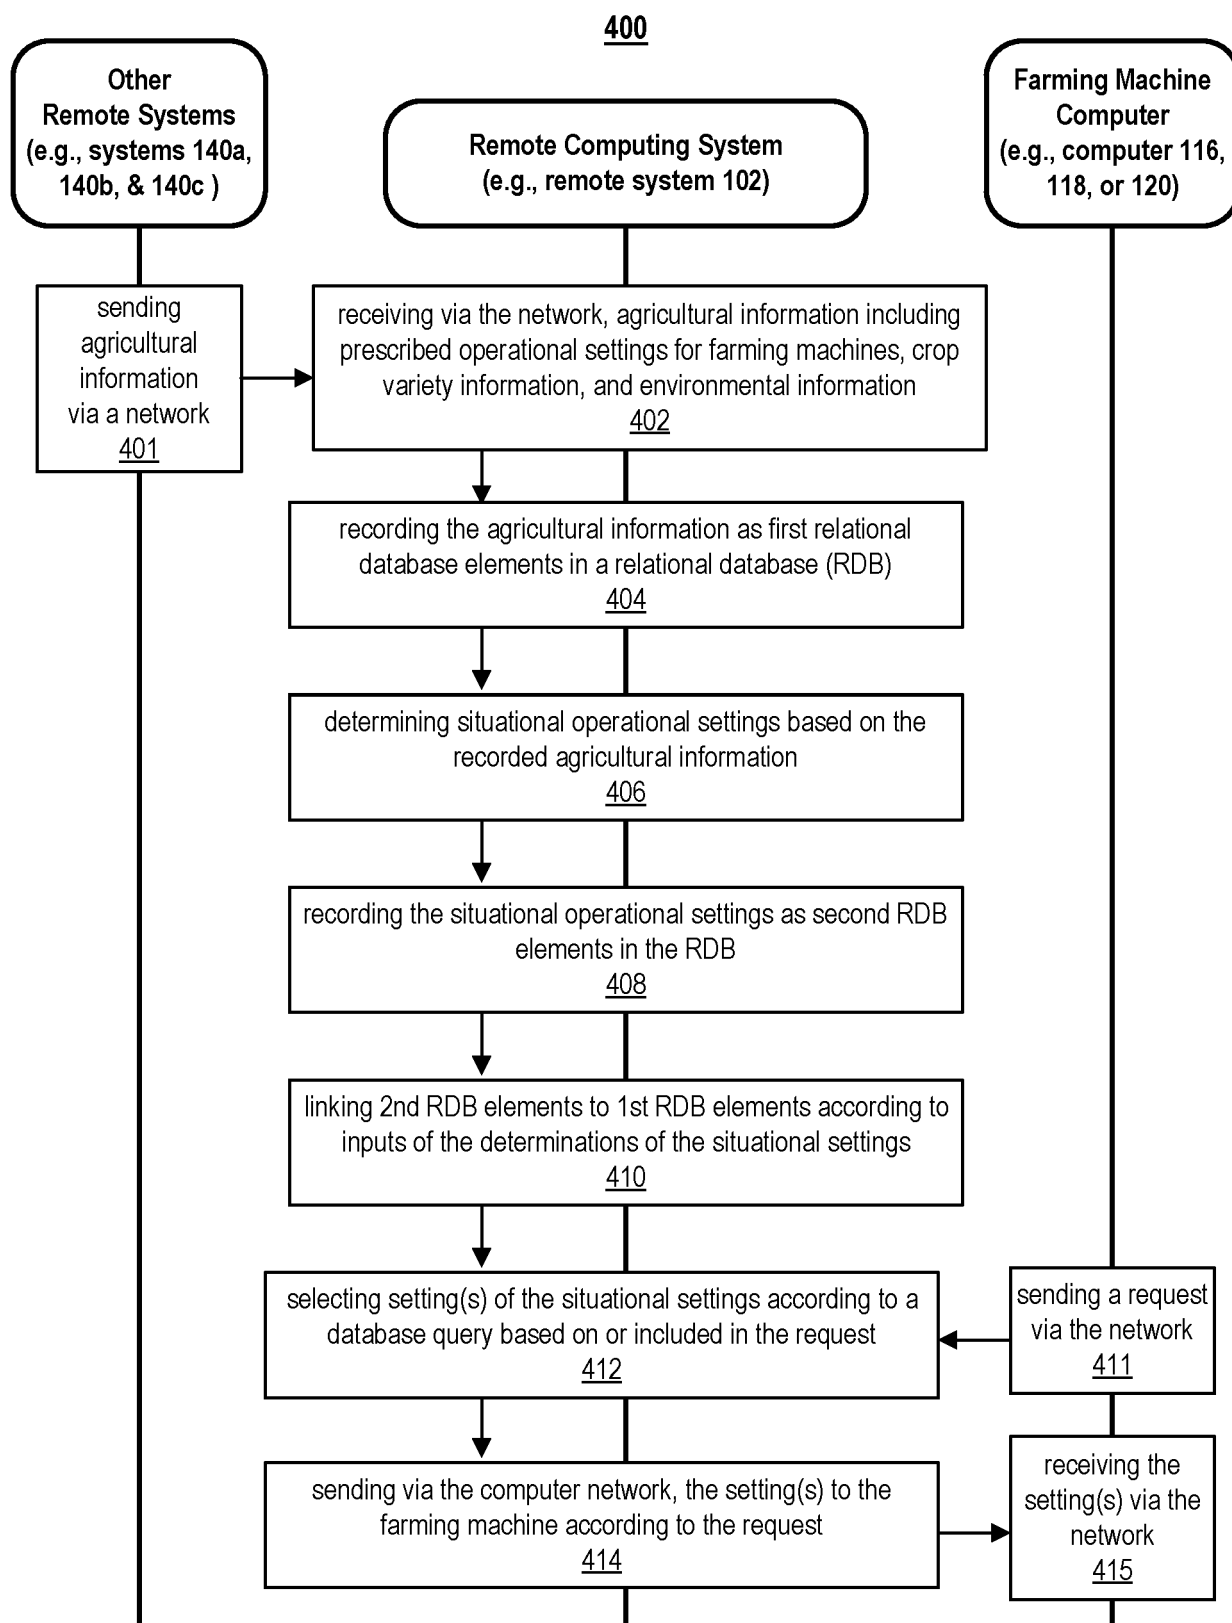 400
Other
Remote Systems
(e.g., systems 140a,
140b, & 140c )
Remote Computing System
(e.g., remote system 102)
Farming Machine
Computer
(e.g., computer 116,
118, or 120)
sending
agricultural
information
via a network
401
receiving via the network, agricultural information including
prescribed operational settings for farming machines, crop
variety information, and environmental information
402
recording the agricultural information as first relational
database elements in a relational database (RDB)
404
determining situational operational settings based on the
recorded agricultural information
406
recording the situational operational settings as second RDB
elements in the RDB
408
linking 2nd RDB elements to 1st RDB elements according to
inputs of the determinations of the situational settings
410
selecting setting(s) of the situational settings according to a
database query based on or included in the request
412
sending a request
via the network
411
sending via the computer network, the setting(s) to the
farming machine according to the request
414
receiving the
setting(s) via the
network
415